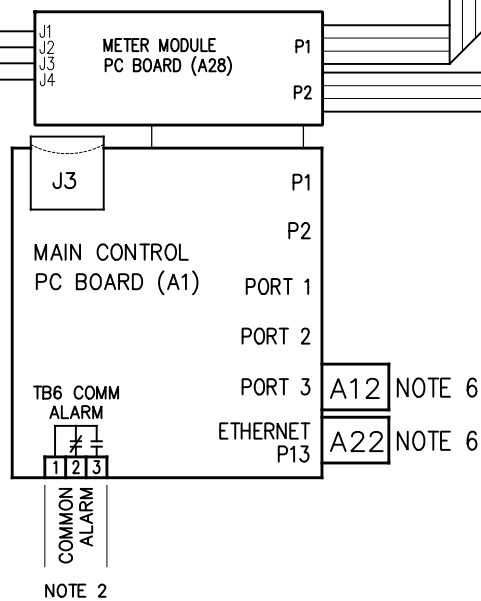 J1
J2
J3
J4
METER MODULE
PC BOARD (A28)
P1
P2
J3
P1
P2
MAIN CONTROL
PC BOARD (A1)
PORT 1
PORT 2
PORT 3
A12 NOTE 6
TB6 COMM
ALARM
ETHERNET
P13
A22 NOTE 6
1 2 3
COMMON
ALARM
NOTE 2